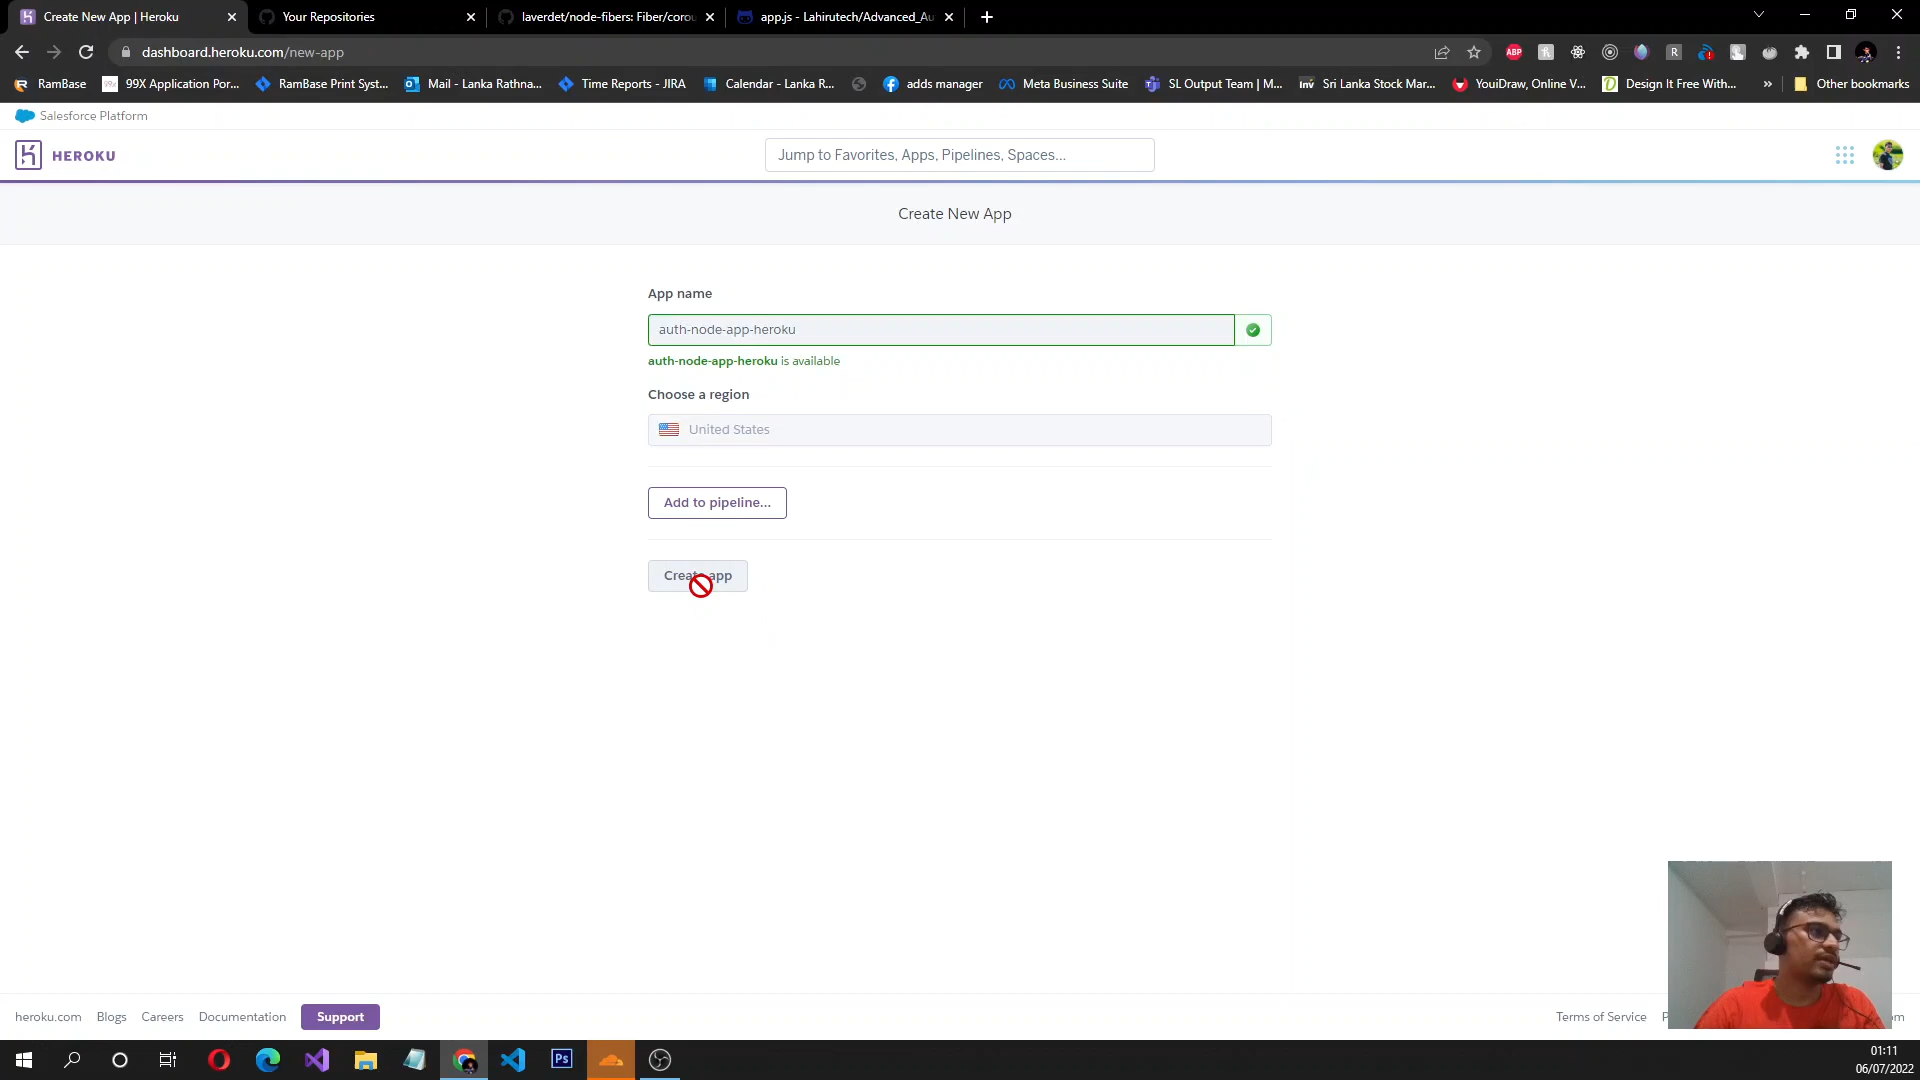 Create New App | Heroku
Your Repositories
laverdet/node-fibers: Fiber/corou
app.js - Lahirutech/Advanced_Au
dashboard.heroku.com/new-app
ABP
R
RamBase
99X Application Por...
RamBase Print Syst...
Mail - Lanka Rathna...
Time Reports - JIRA
Calendar - Lanka R...
adds manager
Meta Business Suite
SL Output Team | M...
Inv
Sri Lanka Stock Mar...
YouiDraw, Online V...
Design It Free With...
»
Other bookmarks
Salesforce Platform
HEROKU
Jump to Favorites, Apps, Pipelines, Spaces...
Create New App
App name
auth-node-app-heroku
auth-node-app-heroku is available
Choose a region
United States
Add to pipeline...
Create app
heroku.com
Blogs
Careers
Documentation
Support
Terms of Service
Ps
01:11
06/07/2022